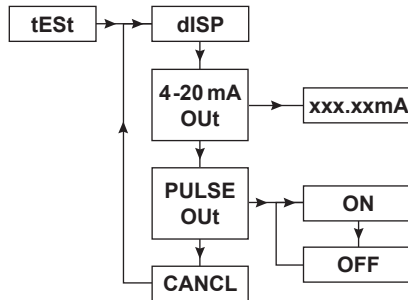 tESt
dISP
4-20 mA
OUt
xxx.xxmA
PULSE
OUt
ON
OFF
CANCL